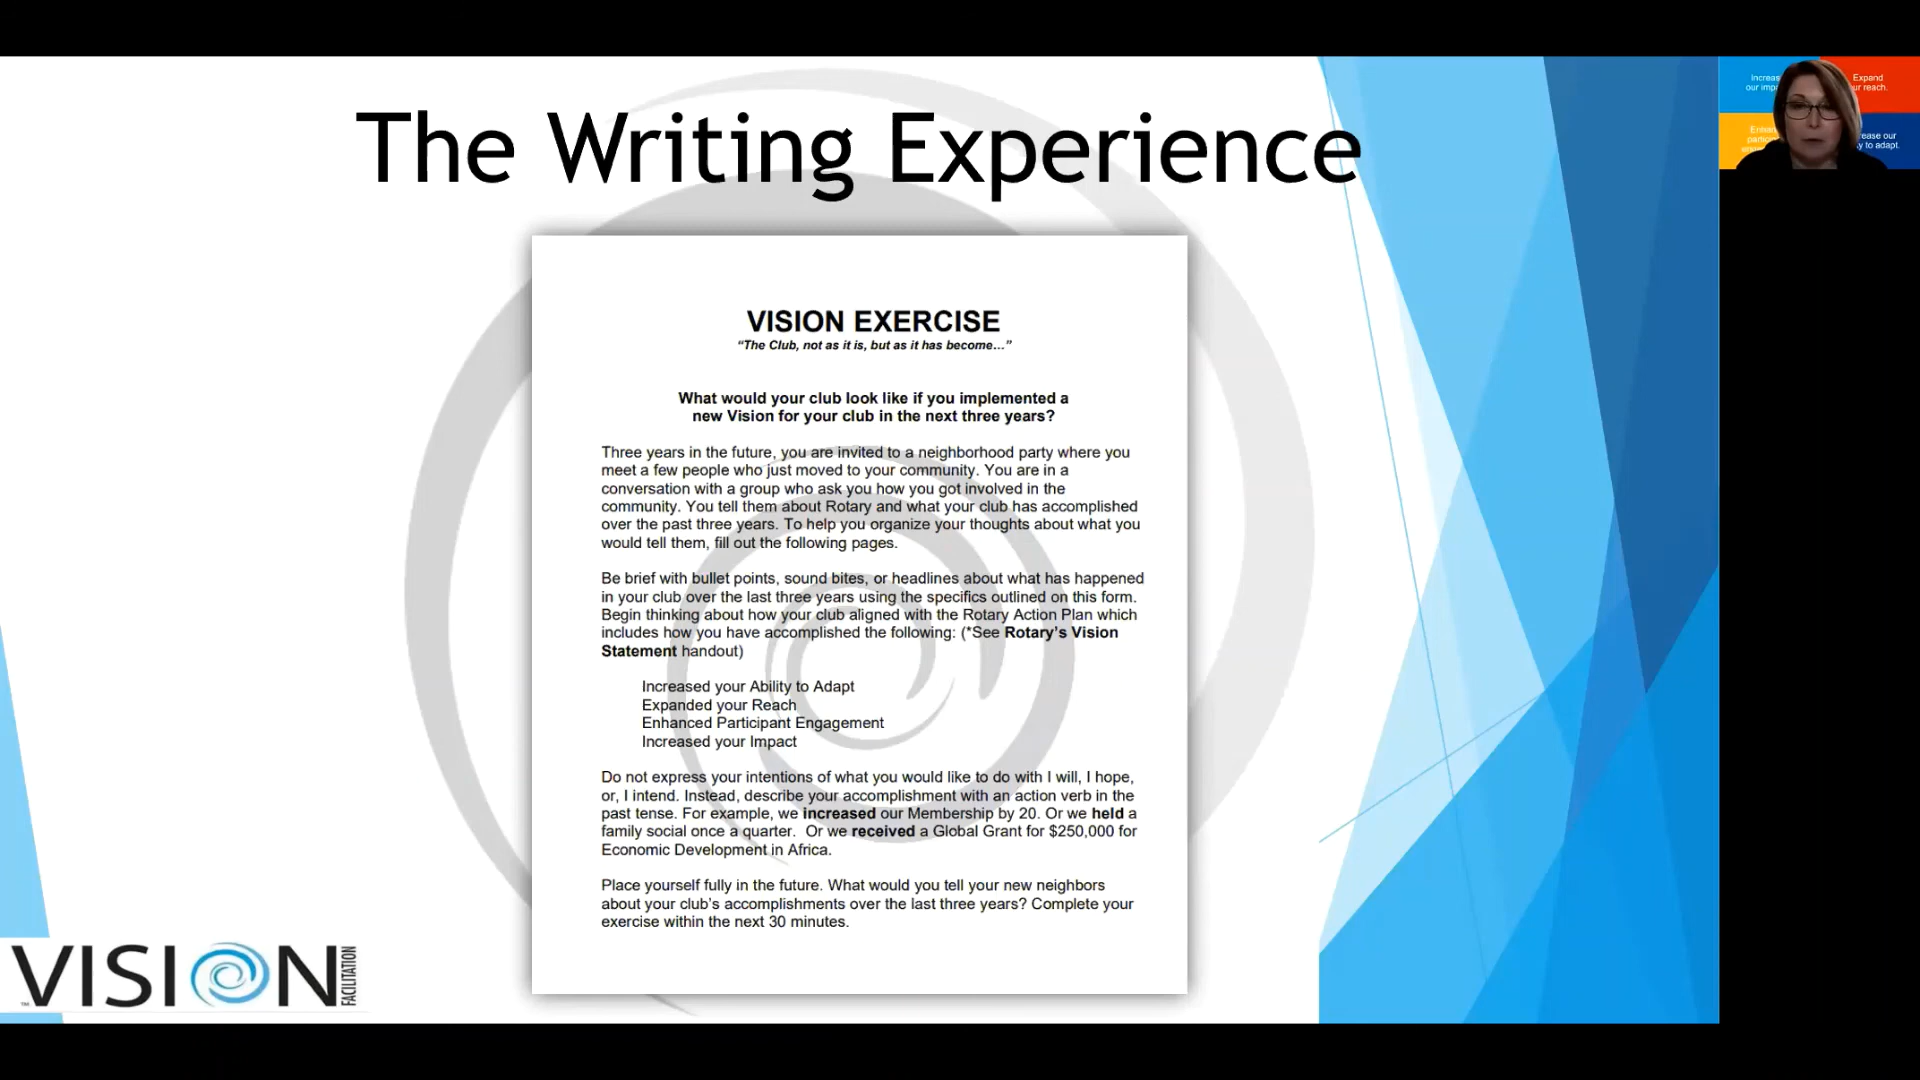 The Writing Experience
VISION EXERCISE
“The Club, not as it is, but as it has become…”
What would your club look like if you implemented a
new Vision for your club in the next three years?
Three years in the future, you are invited to a neighborhood party where you
meet a few people who just moved to your community. You are in a
conversation with a group who ask you how you got involved in the
community. You tell them about Rotary and what your club has accomplished
over the past three years. To help you organize your thoughts about what you
would tell them, fill out the following pages.
Be brief with bullet points, sound bites, or headlines about what has happened
in your club over the last three years using the specifics outlined on this form.
Begin thinking about how your club aligned with the Rotary Action Plan which
includes how you have accomplished the following: (*See Rotary’s Vision
Statement handout)
Increased your Ability to Adapt
Expanded your Reach
Enhanced Participant Engagement
Increased your Impact
Do not express your intentions of what you would like to do with I will, I hope,
or, I intend. Instead, describe your accomplishment with an action verb in the
past tense. For example, we increased our Membership by 20. Or we held a
family social once a quarter. Or we received a Global Grant for $250,000 for
Economic Development in Africa.
Place yourself fully in the future. What would you tell your new neighbors
about your club’s accomplishments over the last three years? Complete your
exercise within the next 30 minutes.
VISION
FACILITATION
Expand
reach.
our
to adapt.